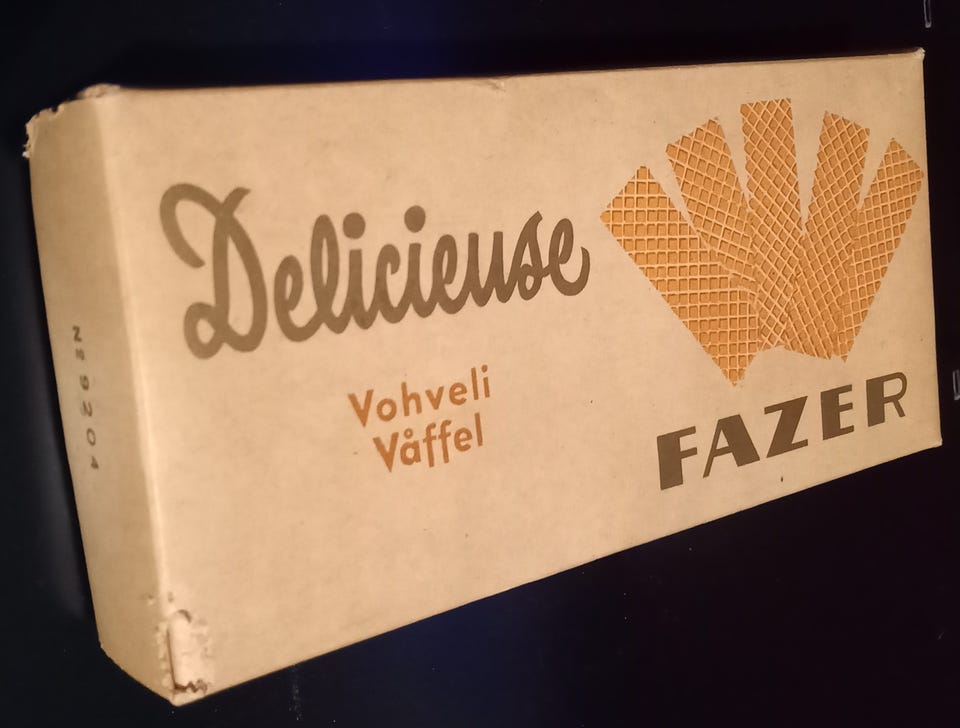 Delicieuse
Vohveli
Våffel
FAZER
Nº 9204